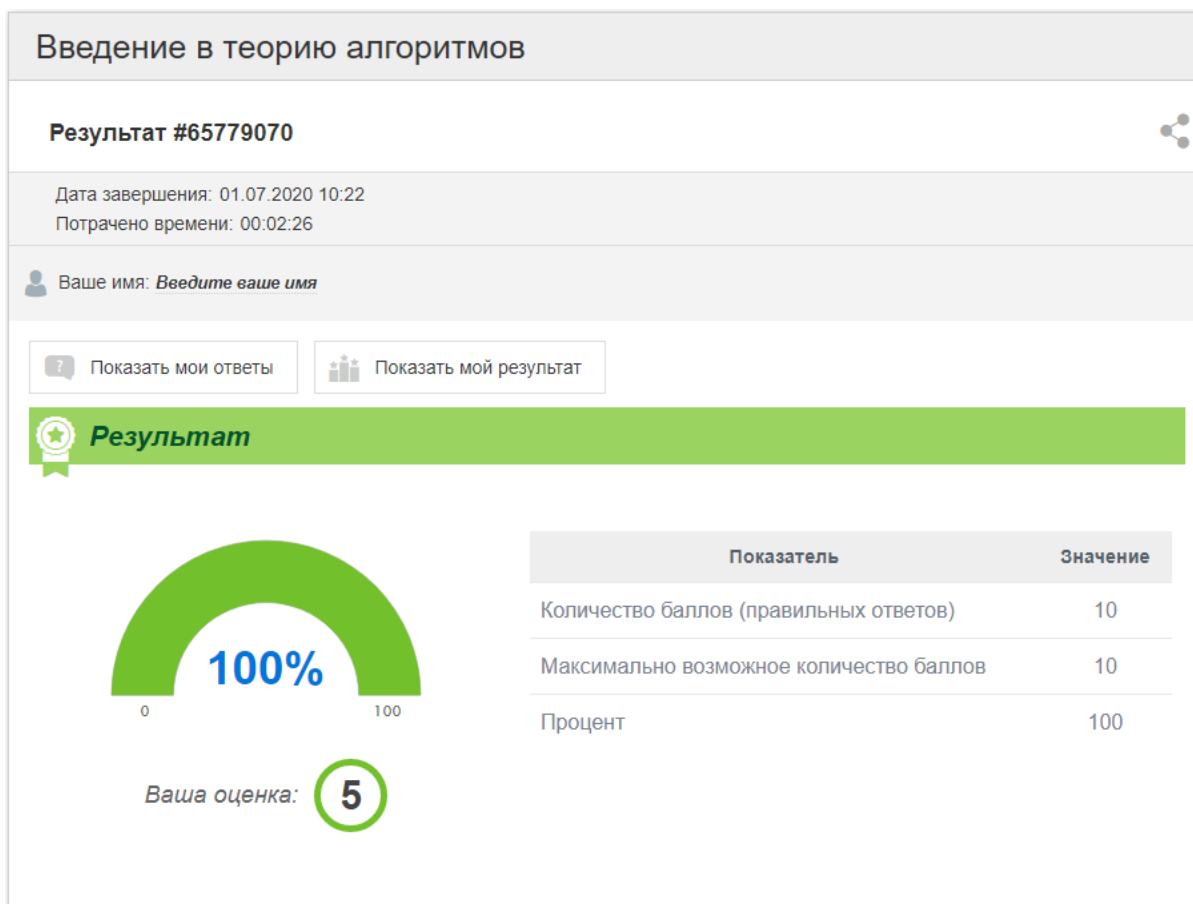 Введение в теорию алгоритмов
Результат #65779070
Дата завершения: 01.07.2020 10:22
Потрачено времени: 00:02:26
Ваше имя: Введите ваше имя
? Показать мои ответы Показать мой результат
Результат
100%
0 100
Ваша оценка: 5
Показатель Значение
Количество баллов (правильных ответов) 10
Максимально возможное количество баллов 10
Процент 100